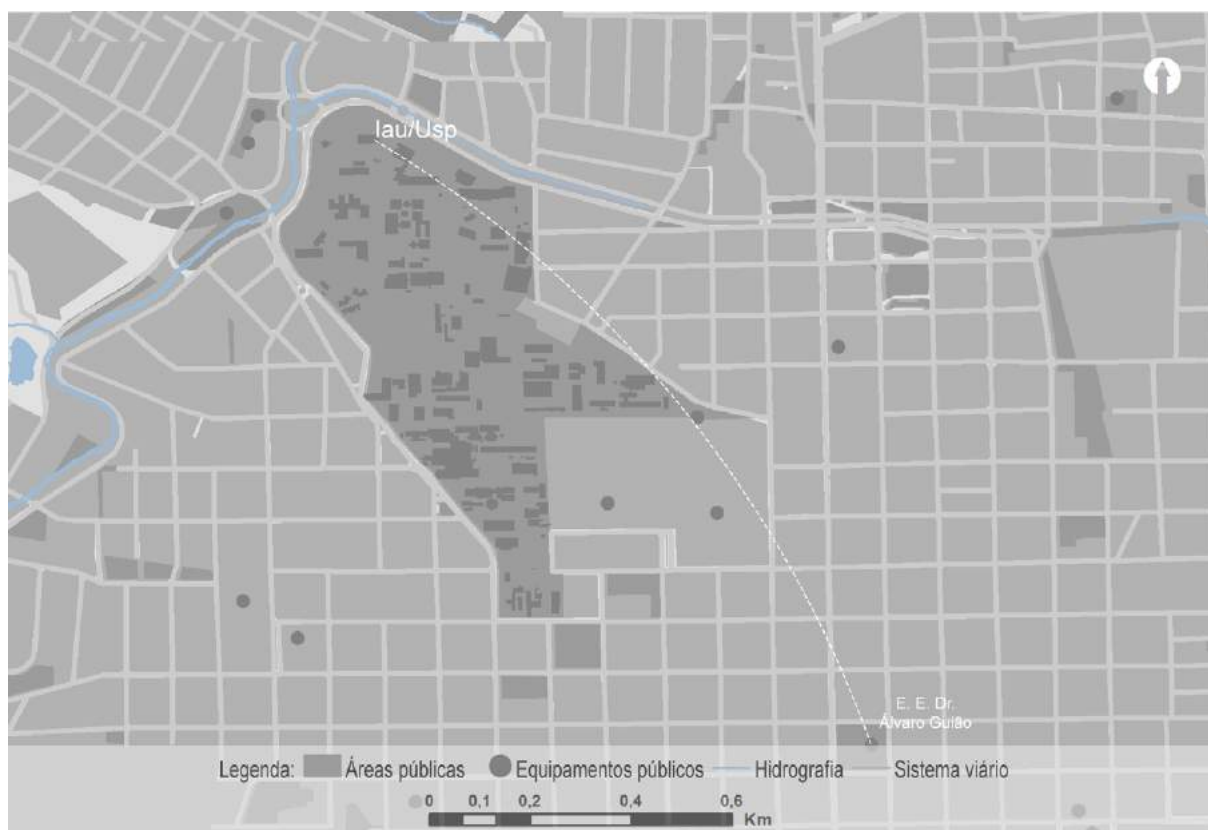 Iau/Usp
E. E. Dr.
Álvaro Guião
Legenda: Áreas públicas Equipamentos públicos Hidrografia Sistema viário
0 0,1 0,2 0,4 0,6
Km